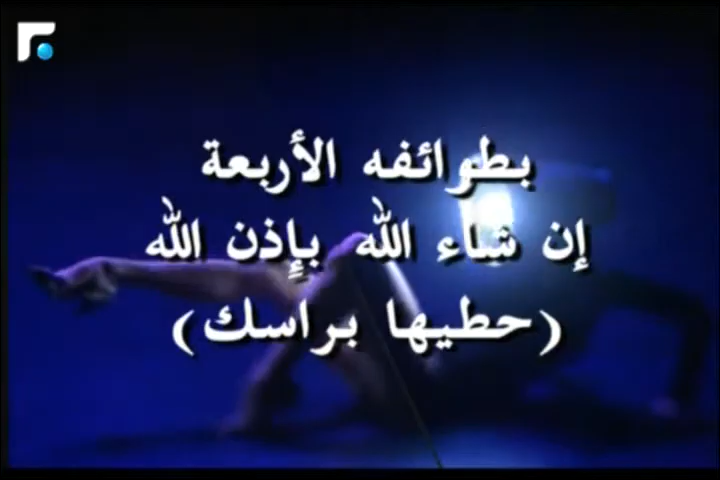 بطوائفه الأربعة
إن شاء الله بإذن الله
(حطيها براسك)